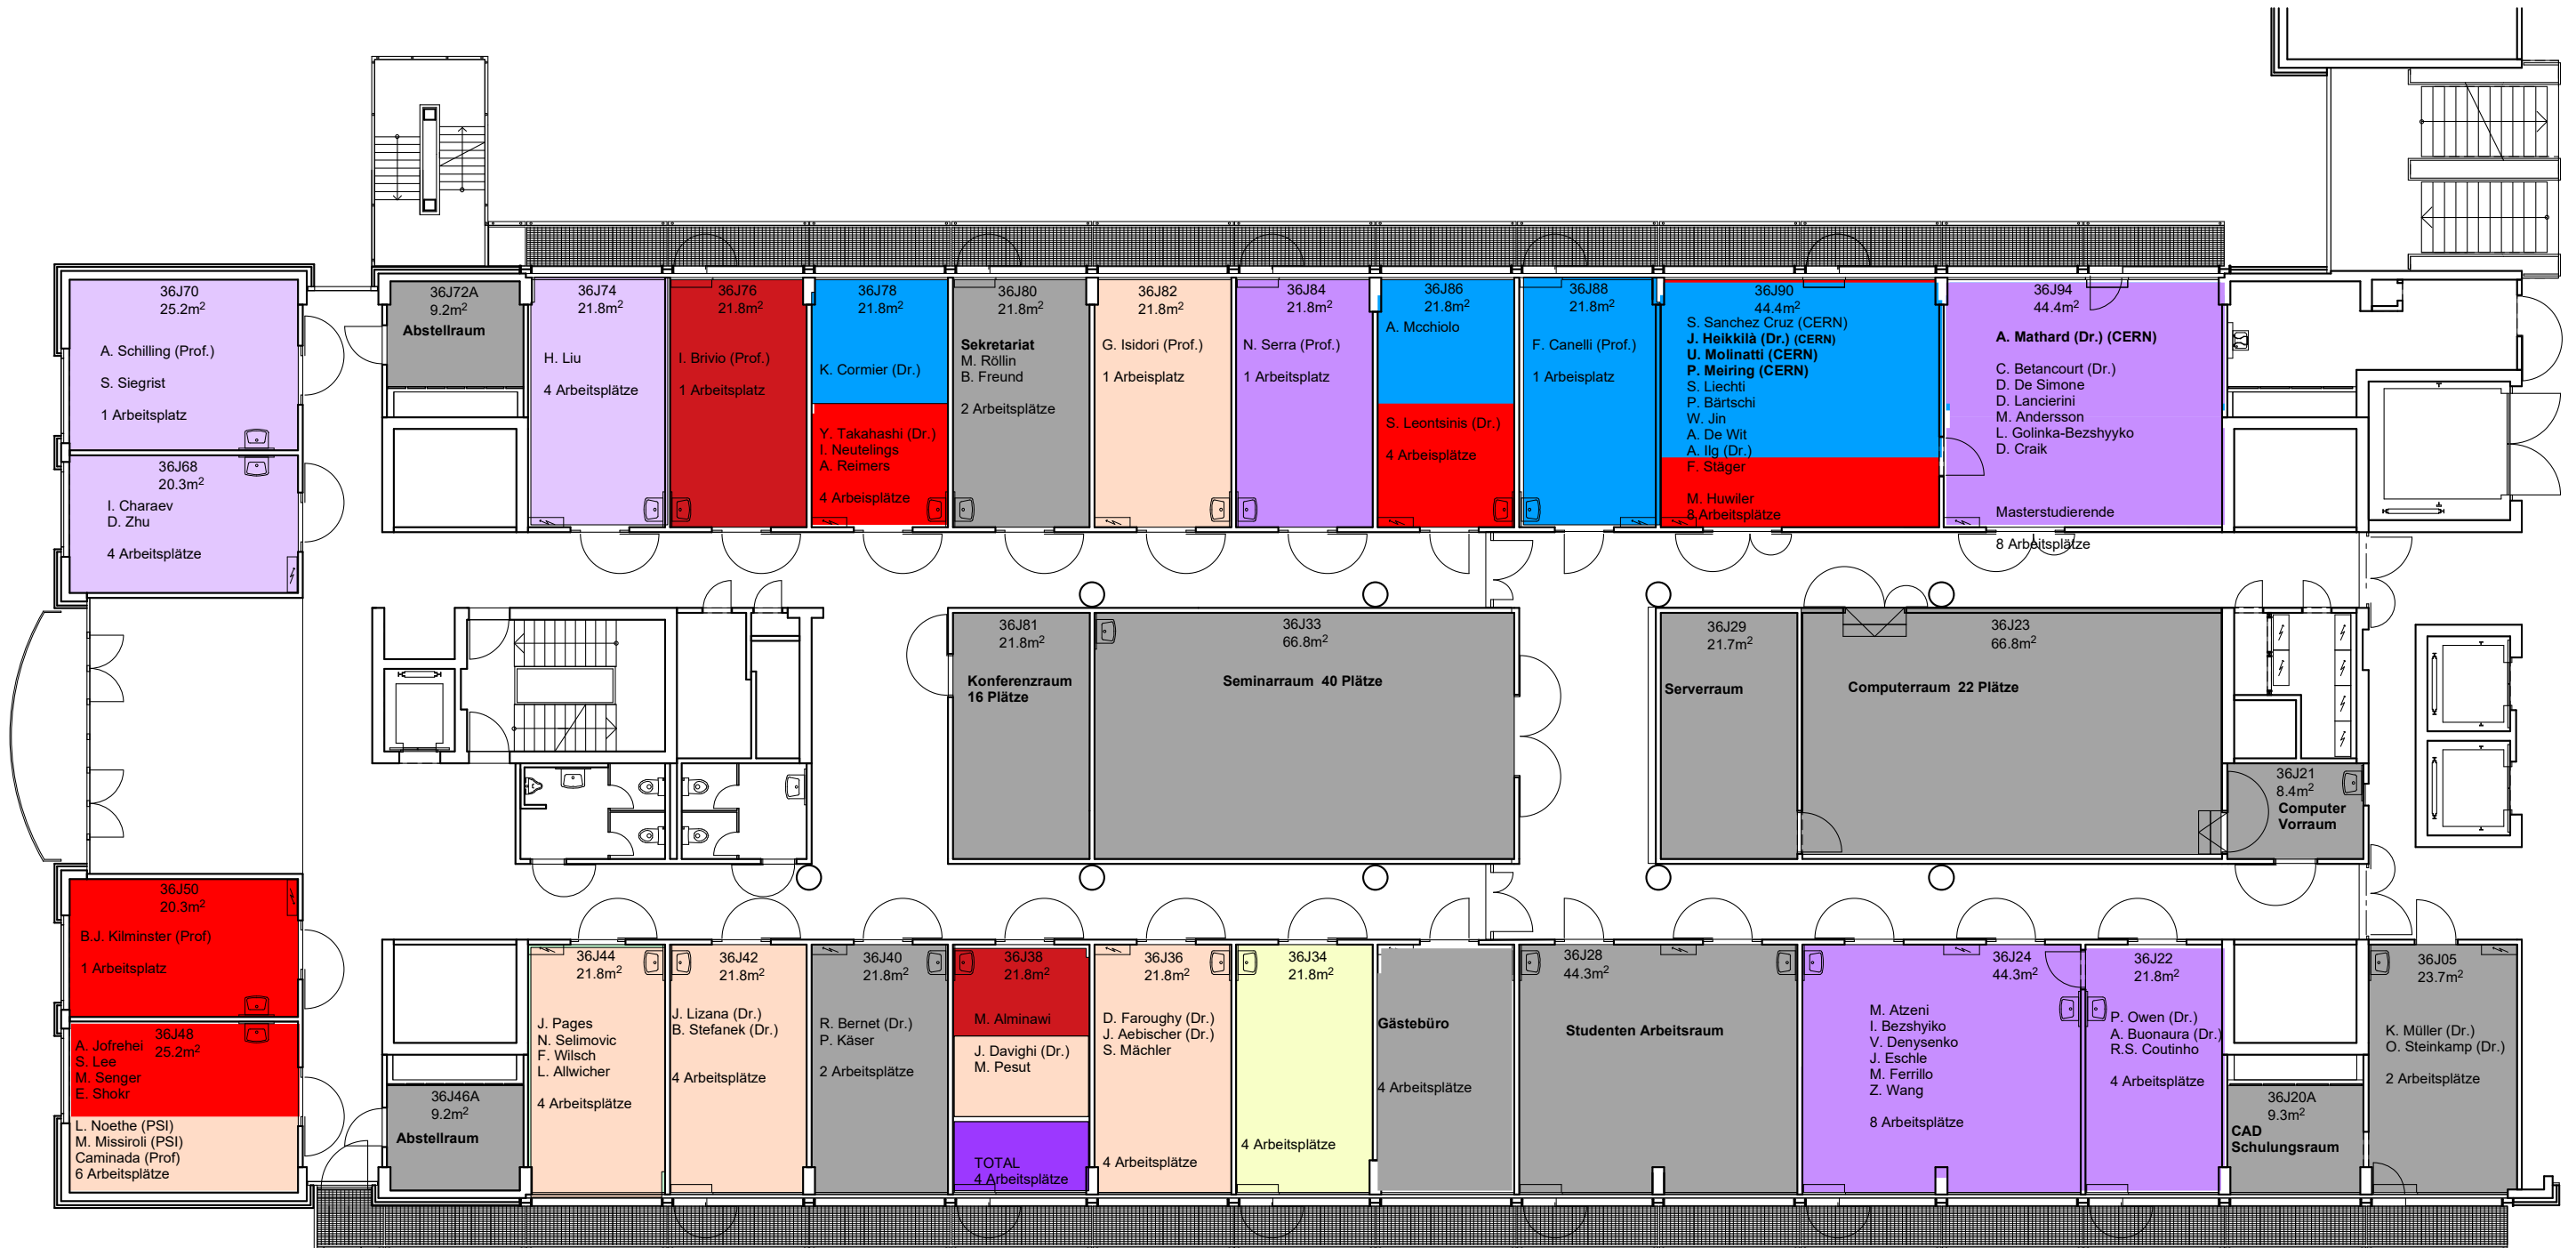 36J70
25.2m²
A. Schilling (Prof.)
S. Siegrist
1 Arbeitsplatz
36J68
20.3m²
I. Charaev
D. Zhu
4 Arbeitsplätze
36J72A
9.2m²
Abstellraum
36J74
21.8m²
H. Liu
4 Arbeitsplätze
36J76
21.8m²
I. Brivio (Prof.)
1 Arbeitsplatz
36J78
21.8m²
K. Cormier (Dr.)
Y. Takahashi (Dr.)
I. Neutelings
A. Reimers
4 Arbeisplätze
36J80
21.8m²
Sekretariat
M. Röllin
B. Freund
2 Arbeitsplätze
36J82
21.8m²
G. Isidori (Prof.)
1 Arbeisplatz
36J84
21.8m²
N. Serra (Prof.)
1 Arbeitsplatz
36J86
21.8m²
A. Mcchiolo
S. Leontsinis (Dr.)
4 Arbeisplätze
36J88
21.8m²
F. Canelli (Prof.)
1 Arbeisplatz
36J90
44.4m²
S. Sanchez Cruz (CERN)
J. Heikkilà (Dr.) (CERN)
U. Molinatti (CERN)
P. Meiring (CERN)
S. Liechti
P. Bärtschi
W. Jin
A. De Wit
A. Ilg (Dr.)
F. Stäger
M. Huwiler
8 Arbeitsplätze
36J94
44.4m²
A. Mathard (Dr.) (CERN)
C. Betancourt (Dr.)
D. De Simone
D. Lancierini
M. Andersson
L. Golinka-Bezshyyko
D. Craik
Masterstudierende
8 Arbeitsplätze
36J81
21.8m²
Konferenzraum
16 Plätze
36J33
66.8m²
Seminarraum 40 Plätze
36J29
21.7m²
Serverraum
36J23
66.8m²
Computerraum 22 Plätze
36J21
8.4m²
Computer
Vorraum
36J50
20.3m²
B.J. Kilminster (Prof)
1 Arbeitsplatz
36J48
25.2m²
A. Jofrehei
S. Lee
M. Senger
E. Shokr
L. Noethe (PSI)
M. Missiroli (PSI)
Caminada (Prof)
6 Arbeitsplätze
36J46A
9.2m²
Abstellraum
36J44
21.8m²
J. Pages
N. Selimovic
F. Wilsch
L. Allwicher
4 Arbeitsplätze
36J42
21.8m²
J. Lizana (Dr.)
B. Stefanek (Dr.)
4 Arbeitsplätze
36J40
21.8m²
R. Bernet (Dr.)
P. Käser
2 Arbeitsplätze
36J38
21.8m²
M. Alminawi
J. Davighi (Dr.)
M. Pesut
TOTAL
4 Arbeitsplätze
36J36
21.8m²
D. Faroughy (Dr.)
J. Aebischer (Dr.)
S. Mächler
4 Arbeitsplätze
36J34
21.8m²
4 Arbeitsplätze
Gästebüro
4 Arbeitsplätze
36J28
44.3m²
Studenten Arbeitsraum
36J24
44.3m²
M. Atzeni
I. Bezshyiko
V. Denysenko
J. Eschle
M. Ferrillo
Z. Wang
8 Arbeitsplätze
36J22
21.8m²
P. Owen (Dr.)
A. Buonaura (Dr.)
R.S. Coutinho
4 Arbeitsplätze
36J20A
9.3m²
CAD
Schulungsraum
36J05
23.7m²
K. Müller (Dr.)
O. Steinkamp (Dr.)
2 Arbeitsplätze